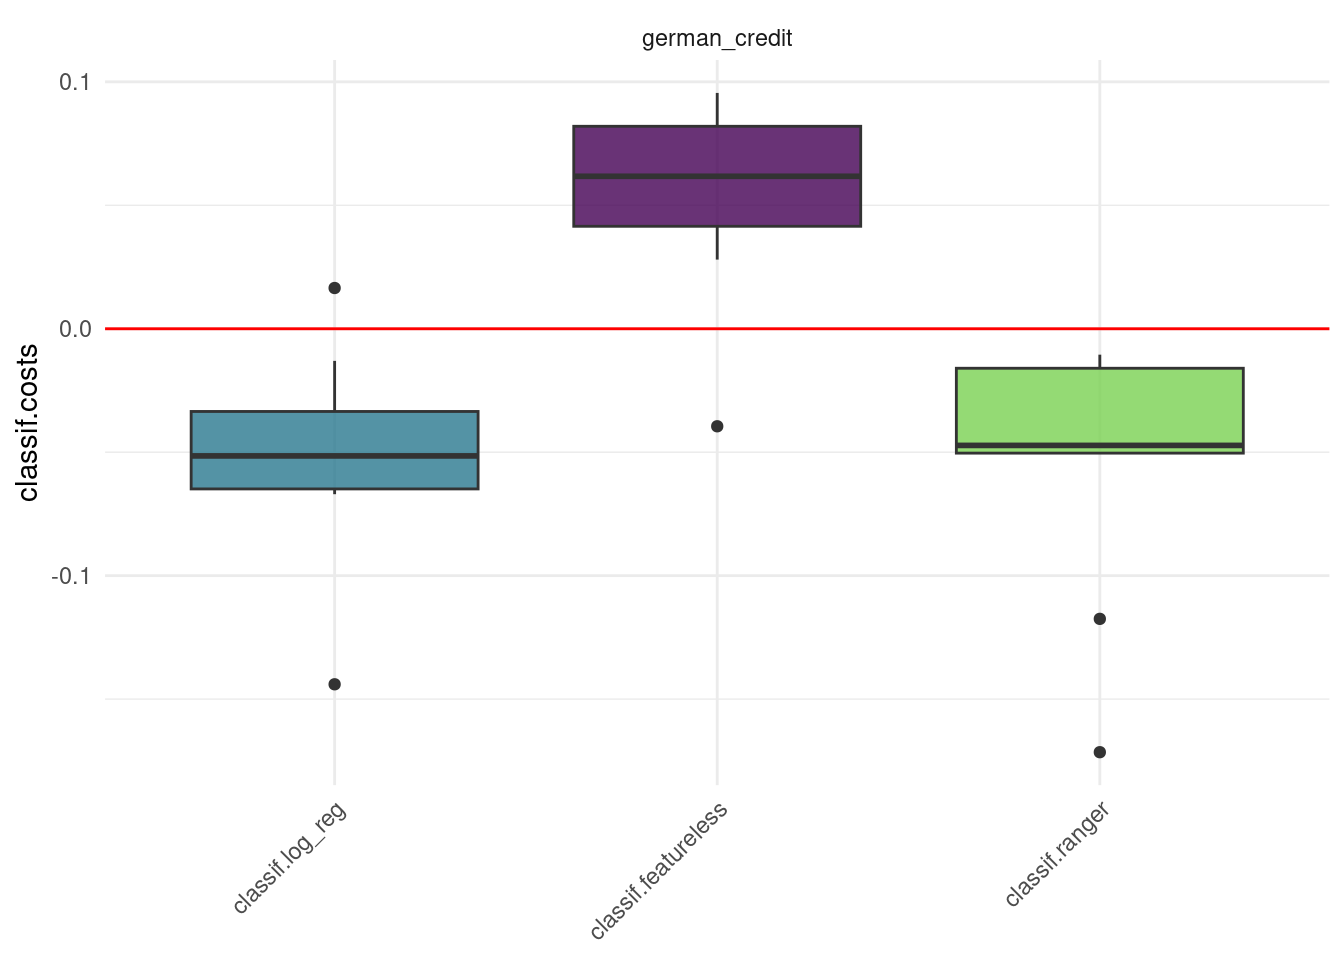 german_credit
0.1
0.0
-0.1
classif.costs
classif.log_reg
classif.featureless
classif.ranger